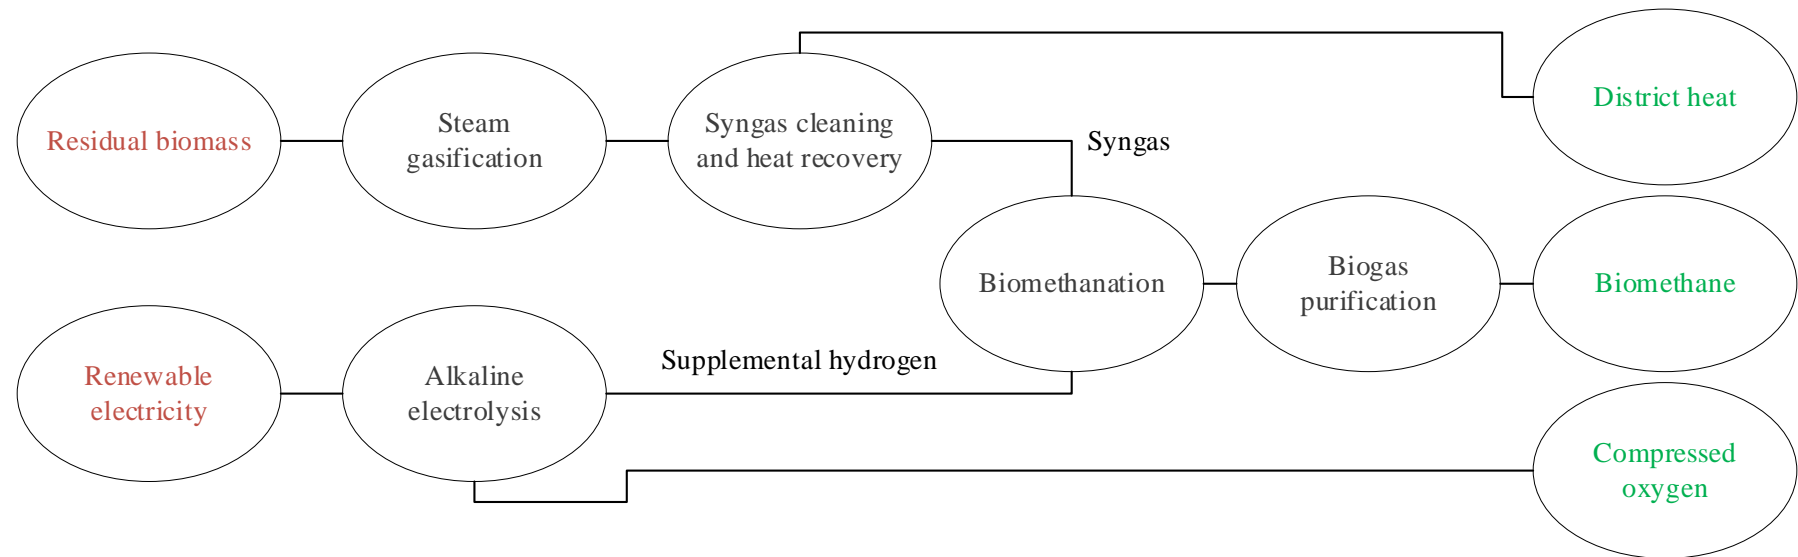 District heat
Residual biomass
Steam
gasification
Syngas cleaning
and heat recovery
Syngas
Biomethanation
Biogas
purification
Biomethane
Supplemental hydrogen
Renewable
electricity
Alkaline
electrolysis
Compressed
oxygen